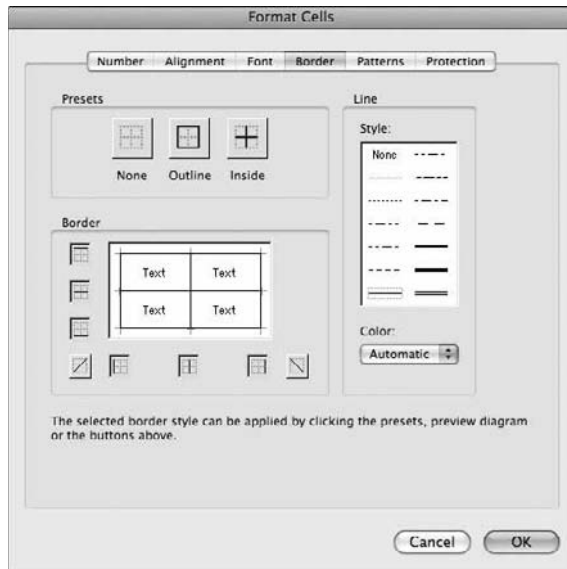 Format Cells
Number Alignment Font Border Patterns Protection
Presets
None Outline Inside
Line
Style:
None
Border
Text Text
Text Text
Color:
Automatic
The selected border style can be applied by clicking the presets, preview diagram
or the buttons above.
Cancel OK